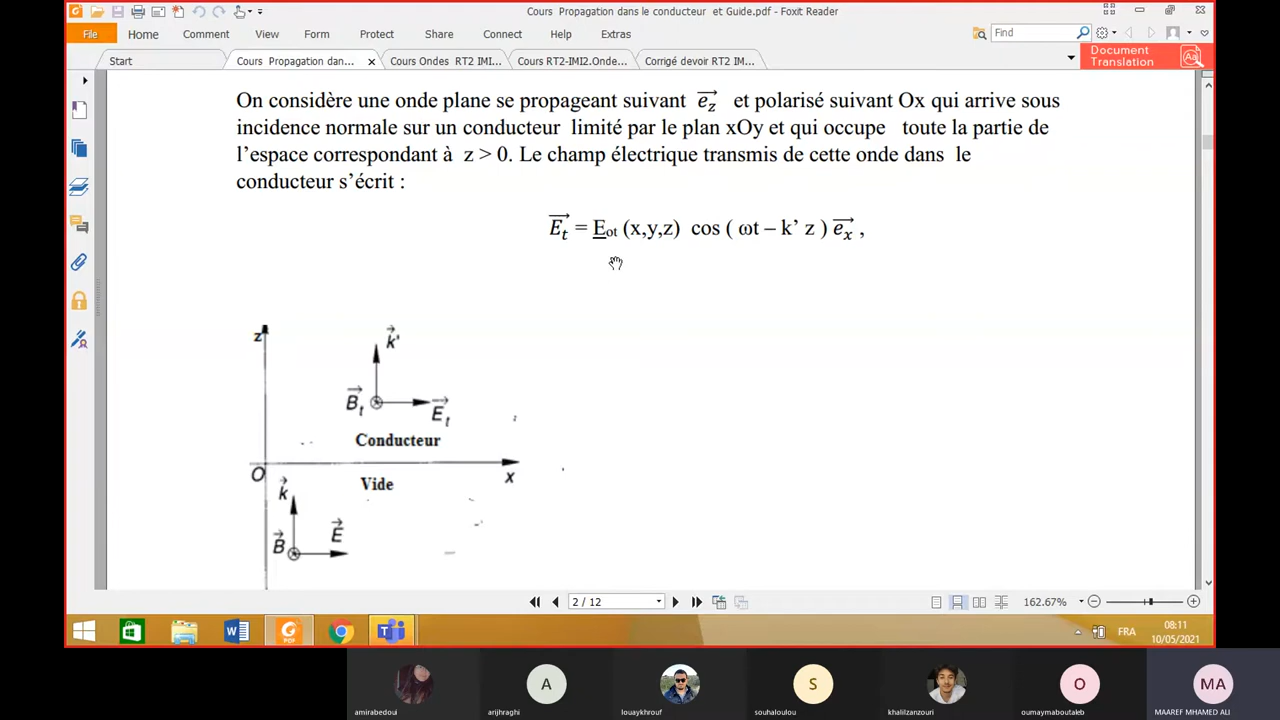 Cours Propagation dans le conducteur et Guide.pdf - Foxit Reader
File Home Comment View Form Protect Share Connect Help Extras Find
Start Cours Propagation dan... Cours Ondes RT2 IMI... Cours RT2-IMI2.Onde... Corrigé devoir RT2 IM... Document
Translation
On considère une onde plane se propageant suivant e⃗z et polarisé suivant Ox qui arrive sous
incidence normale sur un conducteur limité par le plan xOy et qui occupe toute la partie de
l’espace correspondant à z > 0. Le champ électrique transmis de cette onde dans le
conducteur s’écrit :
E⃗t = Eot (x,y,z) cos ( ωt – k’ z ) e⃗x ,
z
k⃗'
B⃗t E⃗t
Conducteur
O x
Vide
k⃗
E⃗
B⃗
2 / 12 162.67%
FRA 08:11
10/05/2021
amirabedoui arijhraghi louaykhrouf souhaloulou khalilzanzouri oumaymaboutaleb MAAREF MHAMED ALI
A S O MA